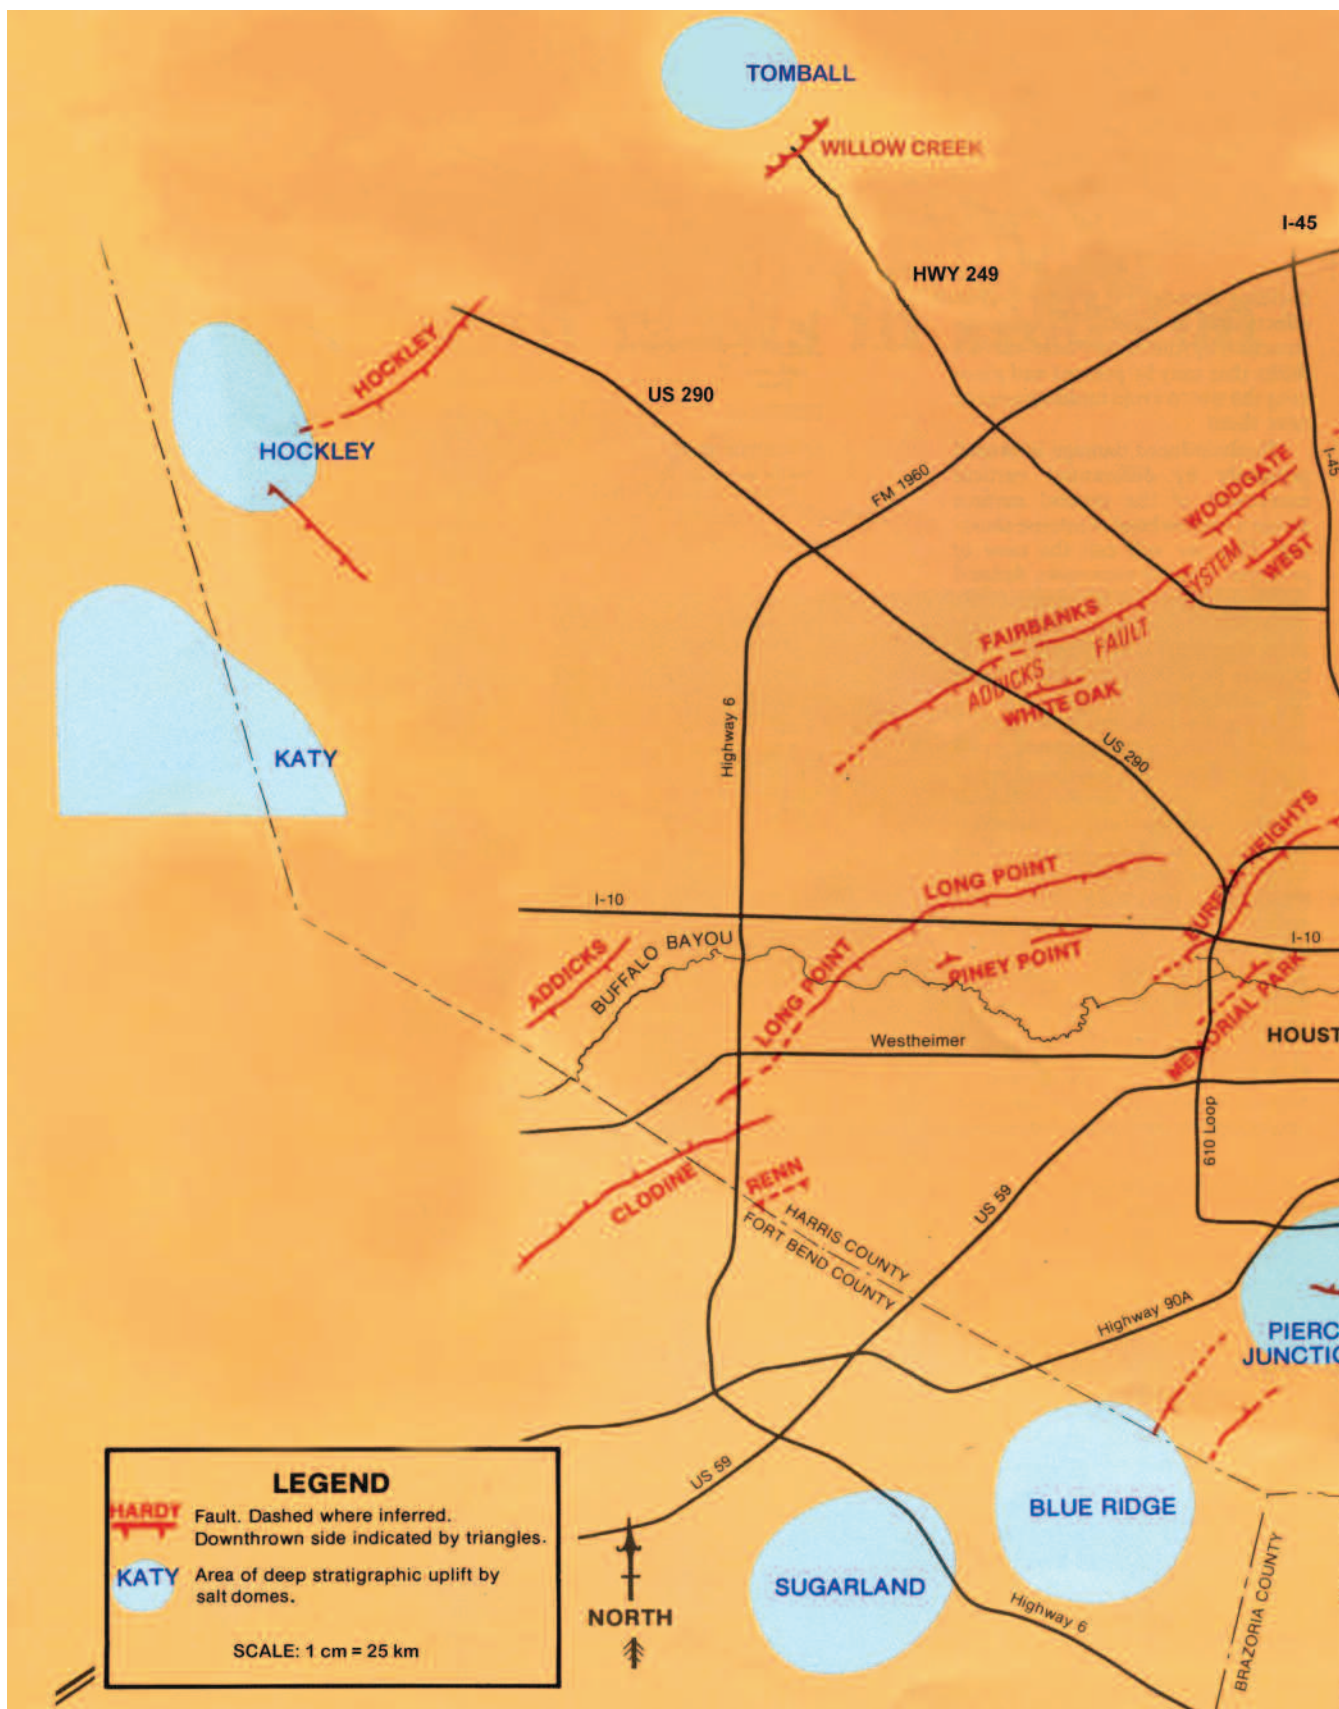 TOMBALL
WILLOW CREEK
I-45
HWY 249
HOCKLEY
US 290
HOCKLEY
FM 1960
I-45
WOODGATE
WEST
SYSTEM
FAIRBANKS
FAULT
ADDICKS
WHITE OAK
Highway 6
US 290
KATY
EUREKA HEIGHTS
LONG POINT
I-10
I-10
ADDICKS
BUFFALO BAYOU
LONG POINT
PINEY POINT
MEMORIAL PARK
Westheimer
HOUST
610 Loop
CLODINE
RENN
US 59
HARRIS COUNTY
FORT BEND COUNTY
Highway 90A
PIERC
JUNCTIO
BLUE RIDGE
US 59
SUGARLAND
Highway 6
BRAZORIA COUNTY
NORTH
LEGEND
HARDY Fault. Dashed where inferred.
Downthrown side indicated by triangles.
KATY Area of deep stratigraphic uplift by
salt domes.
SCALE: 1 cm = 25 km